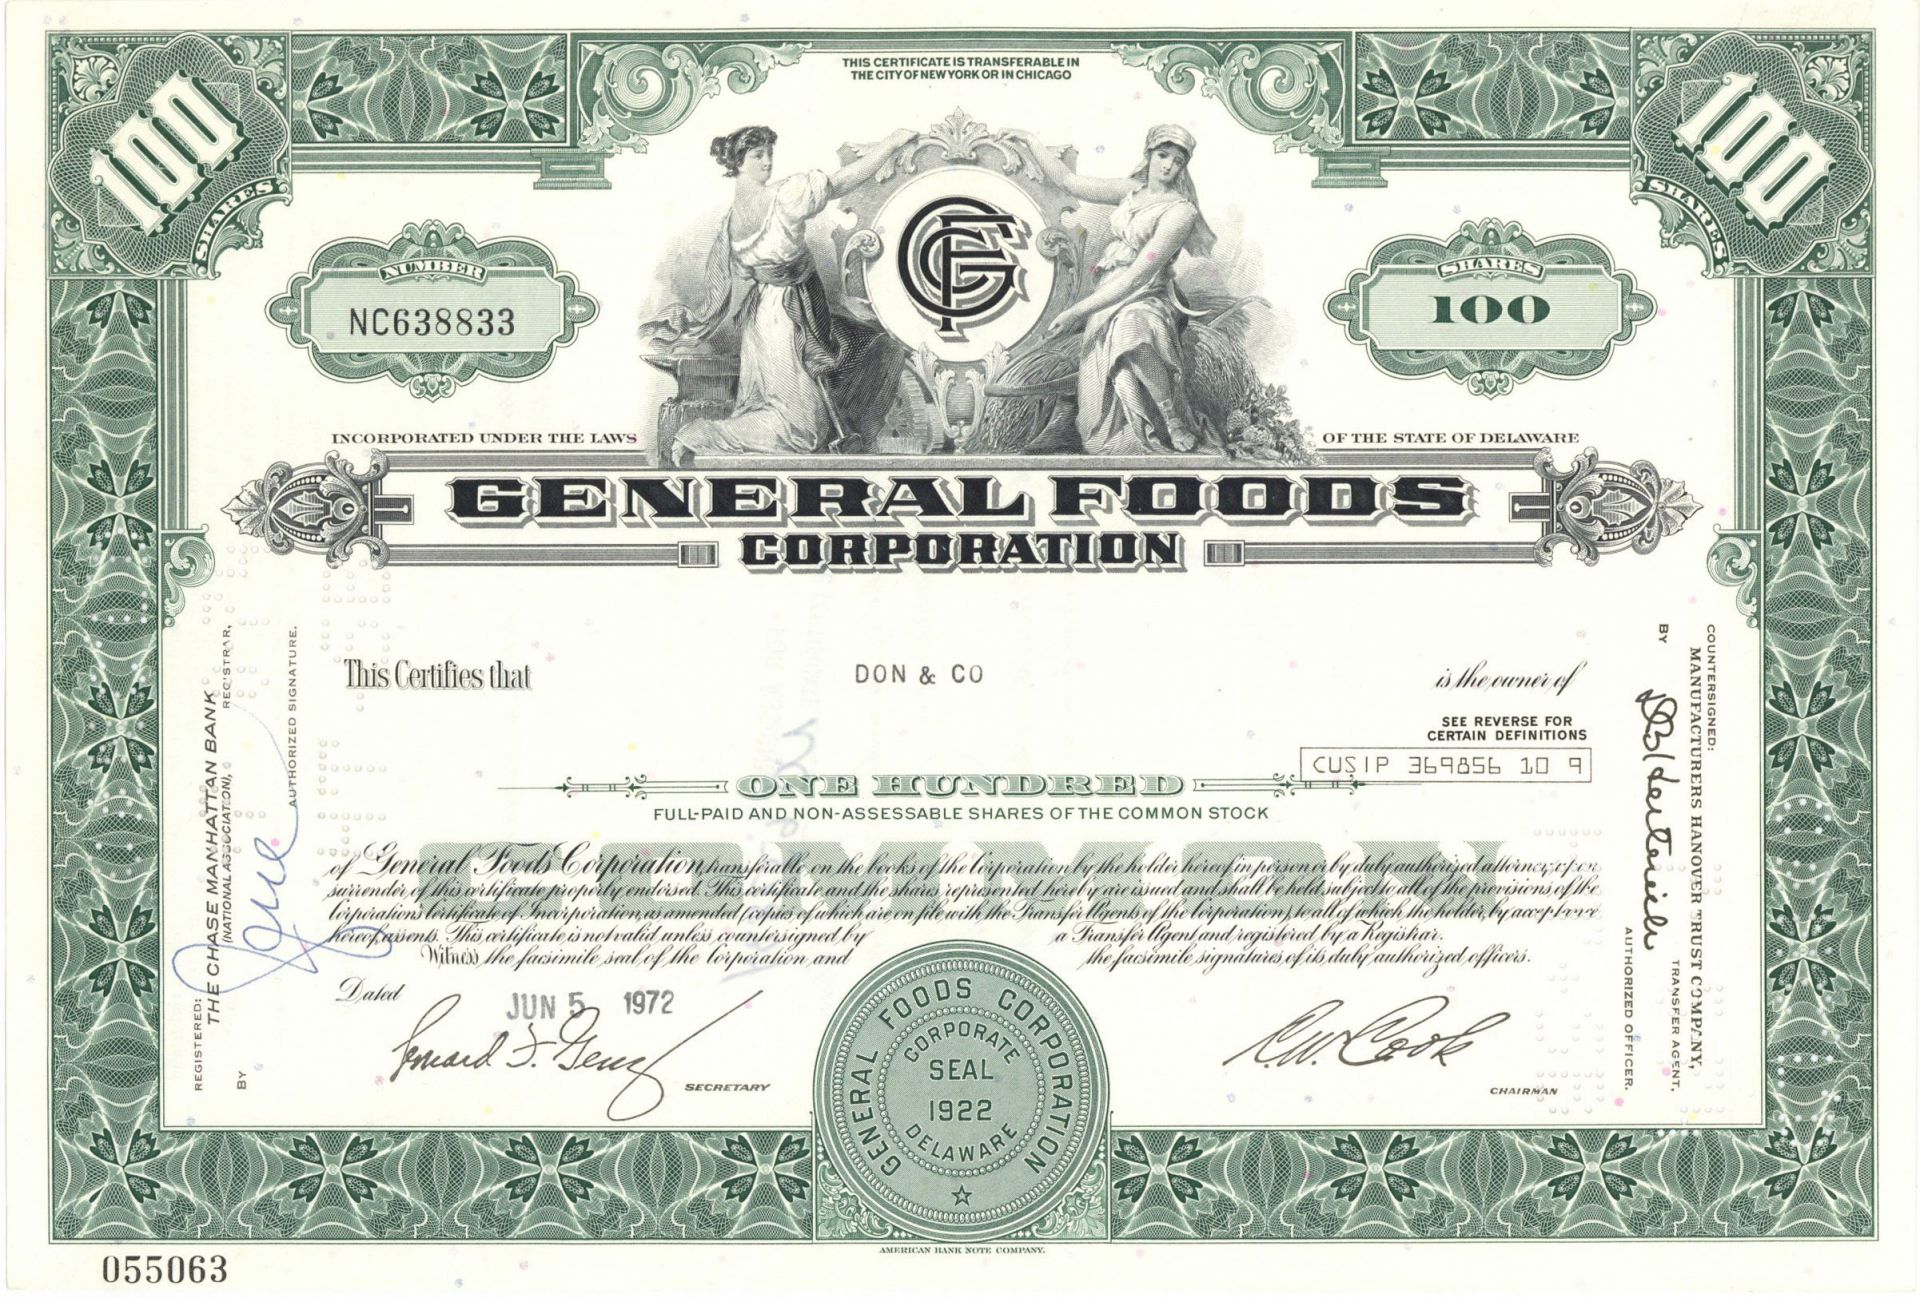 THIS CERTIFICATE IS TRANSFERABLE IN
THE CITY OF NEW YORK OR IN CHICAGO
100
SHARES
100
SHARES
NUMBER
NC638833
GF
SHARES
100
INCORPORATED UNDER THE LAWS
OF THE STATE OF DELAWARE
GENERAL FOODS
CORPORATION
This Certifies that
DON & CO
is the owner of
SEE REVERSE FOR
CERTAIN DEFINITIONS
CUSIP 369856 10 9
ONE HUNDRED
FULL-PAID AND NON-ASSESSABLE SHARES OF THE COMMON STOCK
COMMON
of General Foods Corporation, transferable on the books of the Corporation by the holder hereof in person or by duly authorized attorney, upon
surrender of this certificate properly endorsed. This certificate and the shares represented hereby are issued and shall be held subject to all of the provisions of the
Corporation's Certificate of Incorporation, as amended (copies of which are on file with the Transfer Agents of the Corporation), to all of which the holder, by acceptance
hereof, assents. This certificate is not valid unless countersigned by a Transfer Agent and registered by a Registrar.
Witness the facsimile seal of the Corporation and the facsimile signatures of its duly authorized officers.
Dated
JUN 5 1972
SECRETARY
C.W. Cook
CHAIRMAN
GENERAL FOODS CORPORATION
CORPORATE
SEAL
1922
DELAWARE
REGISTERED:
THE CHASE MANHATTAN BANK
(NATIONAL ASSOCIATION),
REGISTRAR,
BY
AUTHORIZED SIGNATURE.
COUNTERSIGNED:
MANUFACTURERS HANOVER TRUST COMPANY,
TRANSFER AGENT,
BY
AUTHORIZED OFFICER.
AMERICAN BANK NOTE COMPANY.
055063